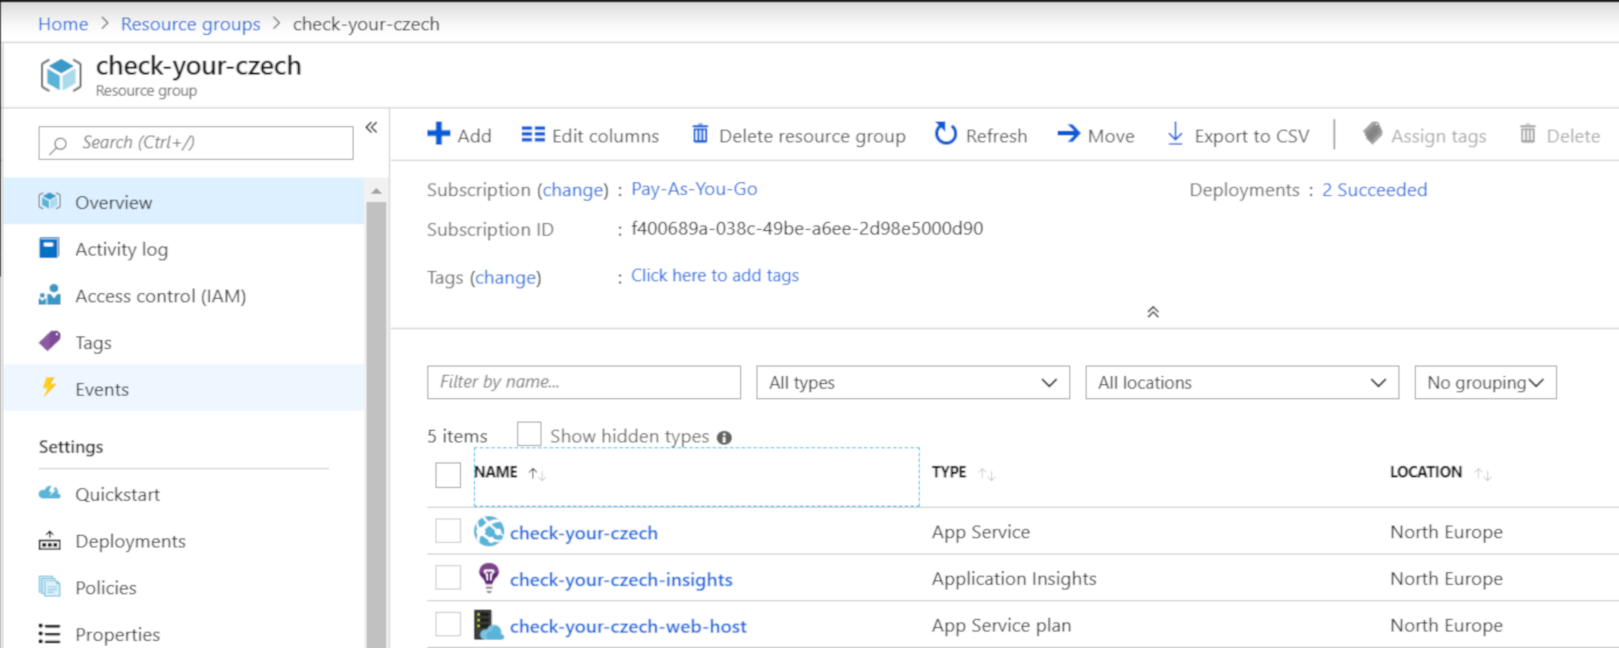 Home > Resource groups > check-your-czech
check-your-czech
Resource group
Search (Ctrl+/)
«
Overview
Activity log
Access control (IAM)
Tags
Events
Settings
Quickstart
Deployments
Policies
Properties
Add Edit columns Delete resource group Refresh Move Export to CSV Assign tags Delete
Subscription (change) : Pay-As-You-Go Deployments : 2 Succeeded
Subscription ID : f400689a-038c-49be-a6ee-2d98e5000d90
Tags (change) : Click here to add tags
Filter by name... All types All locations No grouping
5 items Show hidden types
NAME TYPE LOCATION
check-your-czech App Service North Europe
check-your-czech-insights Application Insights North Europe
check-your-czech-web-host App Service plan North Europe